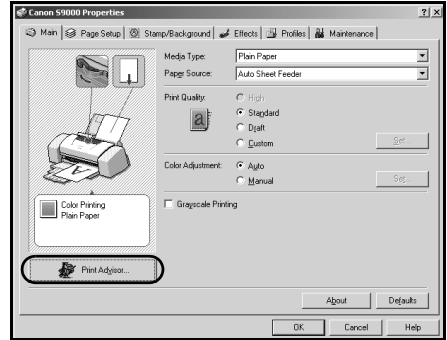 Canon S9000 Properties
Main Page Setup Stamp/Background Effects Profiles Maintenance
Media Type: Plain Paper
Paper Source: Auto Sheet Feeder
Print Quality: High
Standard
Draft
Custom Set...
Color Adjustment: Auto
Manual Set...
Grayscale Printing
Color Printing
Plain Paper
Print Advisor...
About Defaults
OK Cancel Help